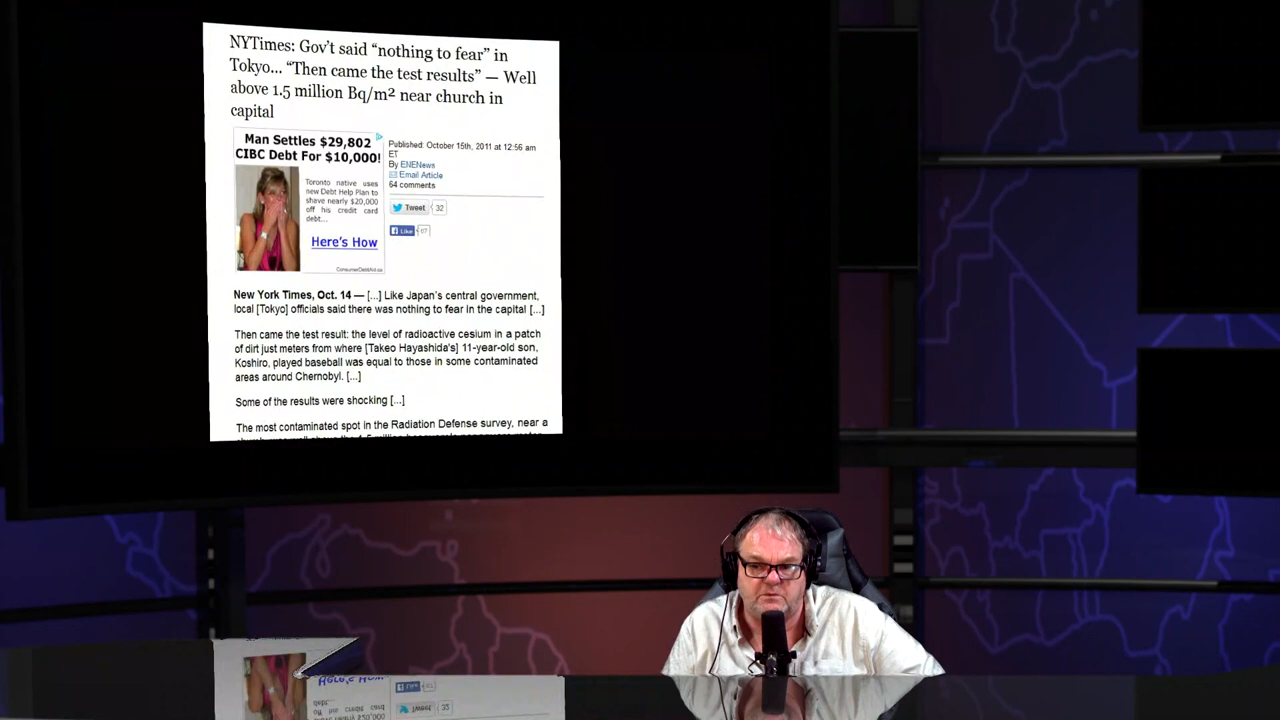 NYTimes: Gov't said “nothing to fear” in
Tokyo... “Then came the test results” — Well
above 1.5 million Bq/m² near church in
capital
Man Settles $29,802
CIBC Debt For $10,000!
Toronto native uses
new Debt Help Plan to
shave nearly $20,000
off his credit card
debt...
Here's How
ConsumerDebtAid.ca
Published: October 15th, 2011 at 12:56 am
ET
By ENENews
Email Article
64 comments
Tweet 32
Like 67
New York Times, Oct. 14 — [...] Like Japan's central government,
local [Tokyo] officials said there was nothing to fear in the capital [...]
Then came the test result: the level of radioactive cesium in a patch
of dirt just meters from where [Takeo Hayashida's] 11-year-old son,
Koshiro, played baseball was equal to those in some contaminated
areas around Chernobyl. [...]
Some of the results were shocking [...]
The most contaminated spot in the Radiation Defense survey, near a